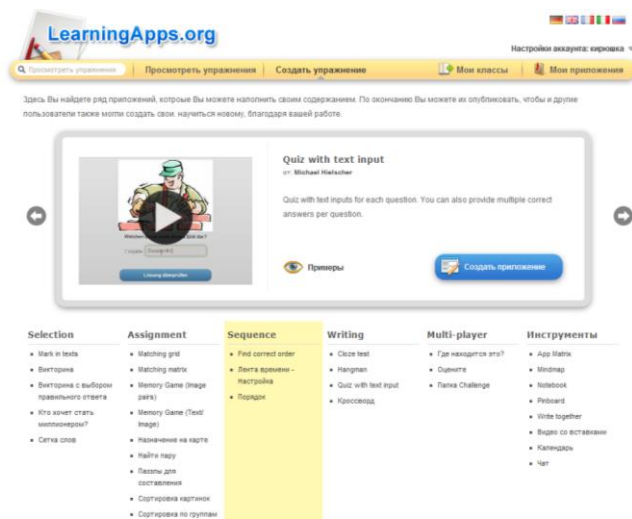 LearningApps.org
Настройки аккаунта: кирюшка
Просмотреть упражнения
Просмотреть упражнения
Создать упражнение
Мои классы
Мои приложения
Здесь Вы найдете ряд приложений, которые Вы можете наполнить своим содержанием. По окончанию Вы можете их опубликовать, чтобы и другие
пользователи также могли создать свои. научиться новому, благодаря вашей работе.
Quiz with text input
от: Michael Hielscher
Quiz with text inputs for each question. You can also provide multiple correct
answers per question.
Lösung überprüfen
Примеры
Создать приложение
Selection
Mark in texts
Викторина
Викторина с выбором
правильного ответа
Кто хочет стать
миллионером?
Сетка слов
Assignment
Matching grid
Matching matrix
Memory Game (Image
pairs)
Memory Game (Text/
Image)
Назначение на карте
Найти пару
Паззлы для
составления
Сортировка картинок
Сортировка по группам
Sequence
Find correct order
Лента времени -
Настройка
Порядок
Writing
Cloze test
Hangman
Quiz with text input
Кроссворд
Multi-player
Где находится это?
Оцените
Папка Challenge
Инструменты
App Matrix
Mindmap
Notebook
Pinboard
Write together
Видео со вставками
Календарь
Чат